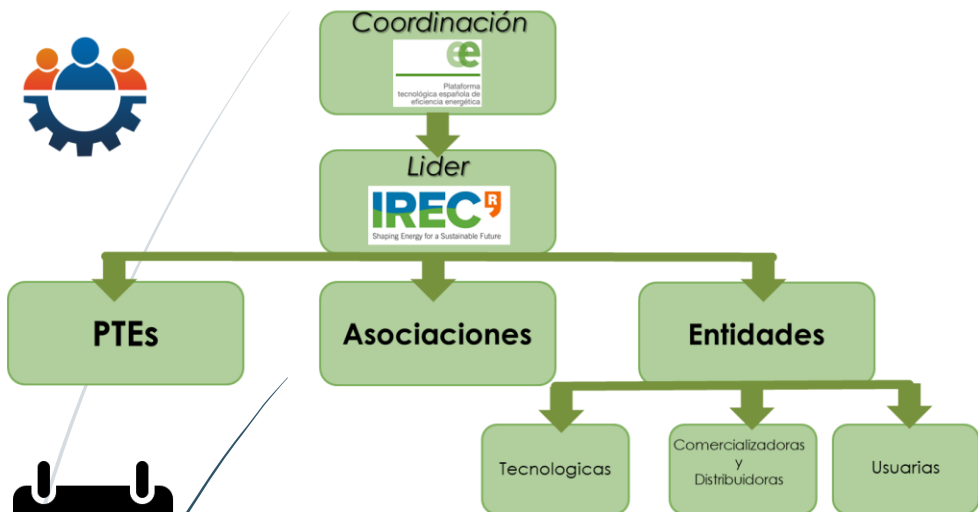 Coordinación
ee
Plataforma
tecnológica española de
eficiencia energética
Lider
IREC R
Shaping Energy for a Sustainable Future
PTEs
Asociaciones
Entidades
Tecnologicas
Comercializadoras
y
Distribuidoras
Usuarias